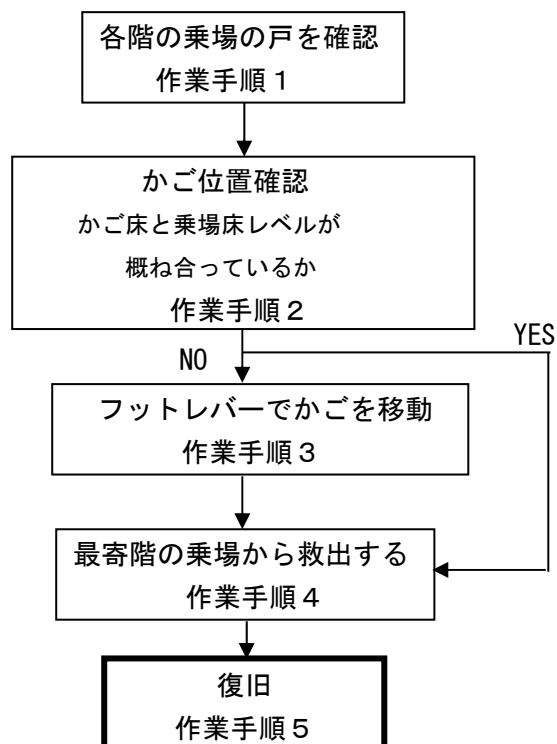 各階の乗場の戸を確認
作業手順１
かご位置確認
かご床と乗場床レベルが
概ね合っているか
作業手順２
YES
NO
フットレバーでかごを移動
作業手順３
最寄階の乗場から救出する
作業手順４
復旧
作業手順５